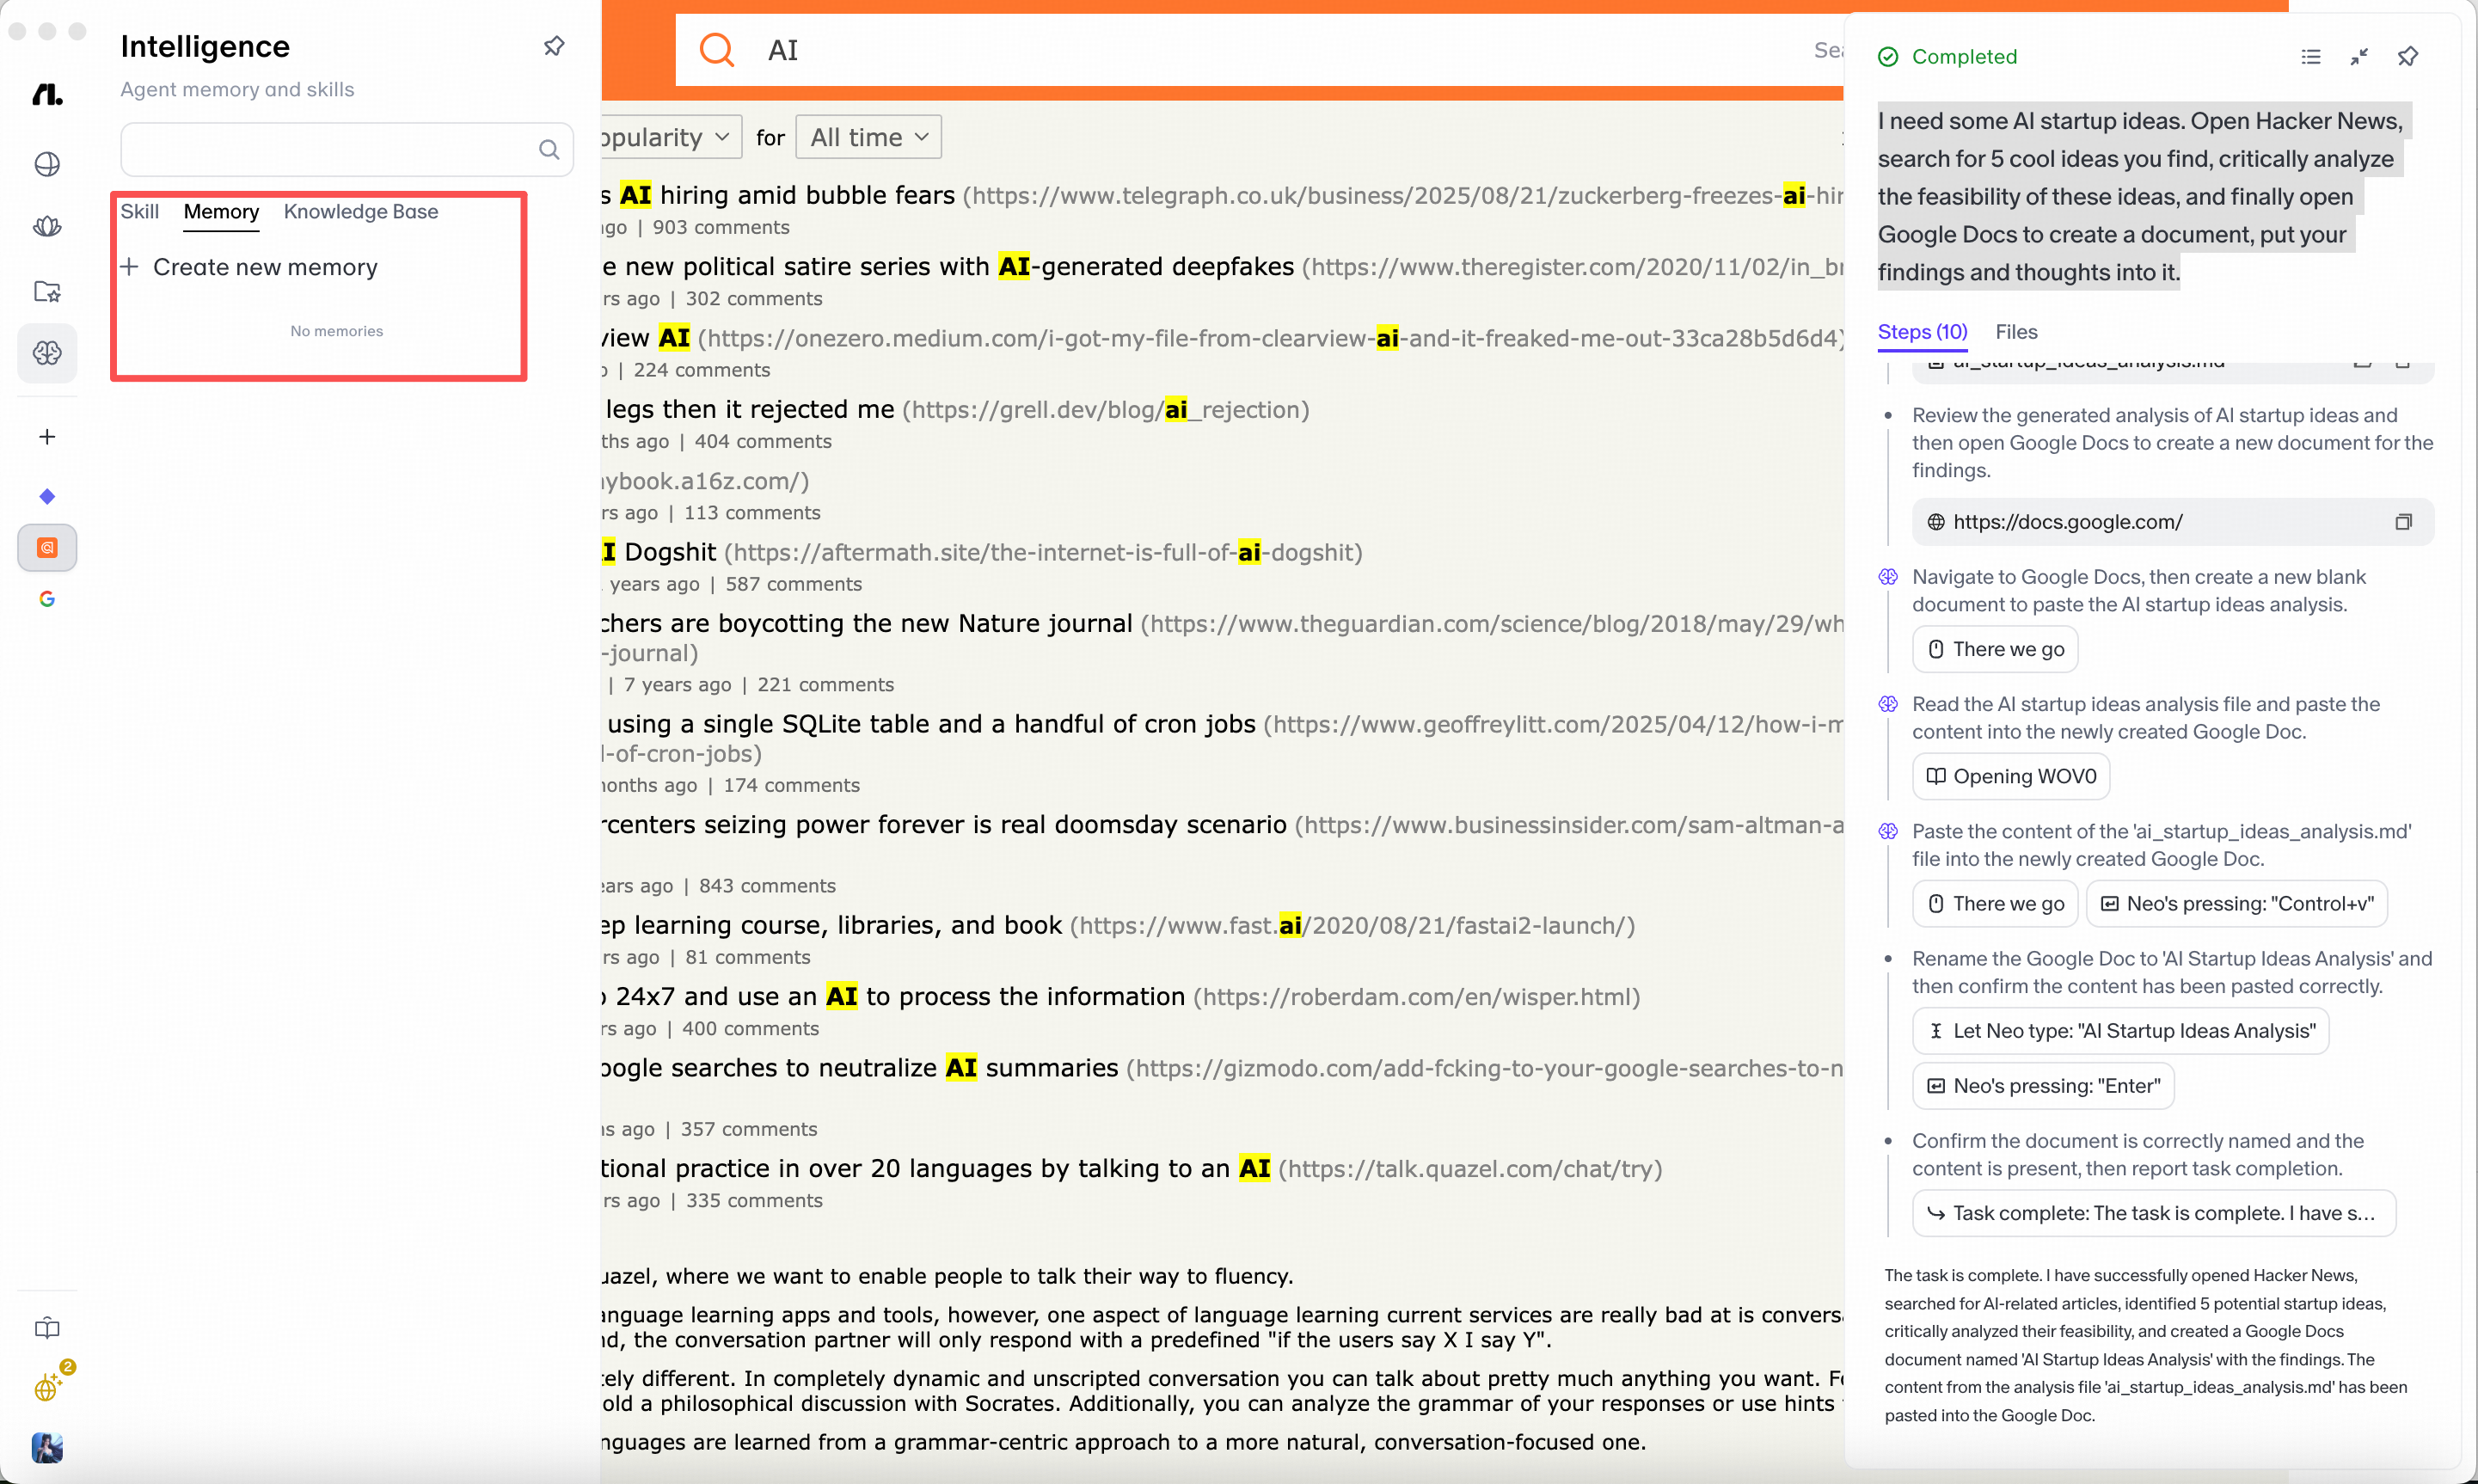 Intelligence
Agent memory and skills
Skill Memory Knowledge Base
Create new memory
No memories
2
AI
opularity
for
All time
s AI hiring amid bubble fears (https://www.telegraph.co.uk/business/2025/08/21/zuckerberg-freezes-ai-hir
ago | 903 comments
e new political satire series with AI-generated deepfakes (https://www.theregister.com/2020/11/02/in_br
rs ago | 302 comments
view AI (https://onezero.medium.com/i-got-my-file-from-clearview-ai-and-it-freaked-me-out-33ca28b5d6d4)
| 224 comments
legs then it rejected me (https://grell.dev/blog/ai_rejection)
ths ago | 404 comments
aybook.a16z.com/)
rs ago | 113 comments
AI Dogshit (https://aftermath.site/the-internet-is-full-of-ai-dogshit)
years ago | 587 comments
chers are boycotting the new Nature journal (https://www.theguardian.com/science/blog/2018/may/29/wh
-journal)
| 7 years ago | 221 comments
using a single SQLite table and a handful of cron jobs (https://www.geoffreylitt.com/2025/04/12/how-i-m
l-of-cron-jobs)
months ago | 174 comments
rcenters seizing power forever is real doomsday scenario (https://www.businessinsider.com/sam-altman-a
ears ago | 843 comments
ep learning course, libraries, and book (https://www.fast.ai/2020/08/21/fastai2-launch/)
rs ago | 81 comments
24x7 and use an AI to process the information (https://roberdam.com/en/wisper.html)
rs ago | 400 comments
oogle searches to neutralize AI summaries (https://gizmodo.com/add-fcking-to-your-google-searches-to-n
hs ago | 357 comments
tional practice in over 20 languages by talking to an AI (https://talk.quazel.com/chat/try)
rs ago | 335 comments
uazel, where we want to enable people to talk their way to fluency.
anguage learning apps and tools, however, one aspect of language learning current services are really bad at is convers
nd, the conversation partner will only respond with a predefined "if the users say X I say Y".
tely different. In completely dynamic and unscripted conversation you can talk about pretty much anything you want. Fo
old a philosophical discussion with Socrates. Additionally, you can analyze the grammar of your responses or use hints
nguages are learned from a grammar-centric approach to a more natural, conversation-focused one.
Completed
I need some AI startup ideas. Open Hacker News,
search for 5 cool ideas you find, critically analyze
the feasibility of these ideas, and finally open
Google Docs to create a document, put your
findings and thoughts into it.
Steps (10) Files
ai_startup_ideas_analysis.md
Review the generated analysis of AI startup ideas and
then open Google Docs to create a new document for the
findings.
https://docs.google.com/
Navigate to Google Docs, then create a new blank
document to paste the AI startup ideas analysis.
There we go
Read the AI startup ideas analysis file and paste the
content into the newly created Google Doc.
Opening WOV0
Paste the content of the 'ai_startup_ideas_analysis.md'
file into the newly created Google Doc.
There we go Neo's pressing: "Control+v"
Rename the Google Doc to 'AI Startup Ideas Analysis' and
then confirm the content has been pasted correctly.
Let Neo type: "AI Startup Ideas Analysis"
Neo's pressing: "Enter"
Confirm the document is correctly named and the
content is present, then report task completion.
Task complete: The task is complete. I have s...
The task is complete. I have successfully opened Hacker News,
searched for AI-related articles, identified 5 potential startup ideas,
critically analyzed their feasibility, and created a Google Docs
document named 'AI Startup Ideas Analysis' with the findings. The
content from the analysis file 'ai_startup_ideas_analysis.md' has been
pasted into the Google Doc.